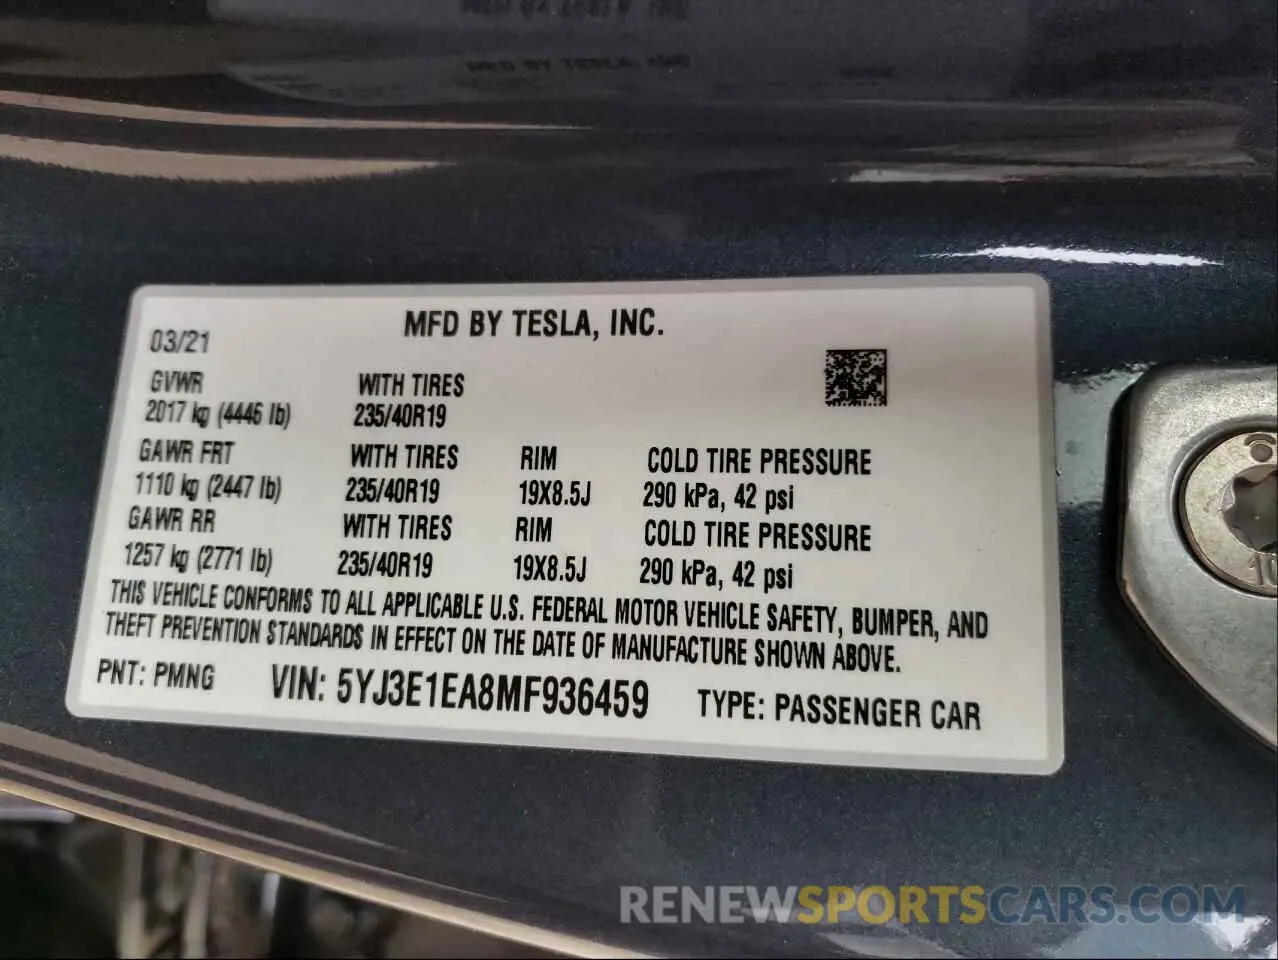 03/21
MFD BY TESLA, INC.
GVWR WITH TIRES
2017 kg (4446 lb) 235/40R19
GAWR FRT WITH TIRES RIM COLD TIRE PRESSURE
1110 kg (2447 lb) 235/40R19 19X8.5J 290 kPa, 42 psi
GAWR RR WITH TIRES RIM COLD TIRE PRESSURE
1257 kg (2771 lb) 235/40R19 19X8.5J 290 kPa, 42 psi
THIS VEHICLE CONFORMS TO ALL APPLICABLE U.S. FEDERAL MOTOR VEHICLE SAFETY, BUMPER, AND
THEFT PREVENTION STANDARDS IN EFFECT ON THE DATE OF MANUFACTURE SHOWN ABOVE.
PNT: PMNG VIN: 5YJ3E1EA8MF936459 TYPE: PASSENGER CAR
RENEWSPORTSCARS.COM